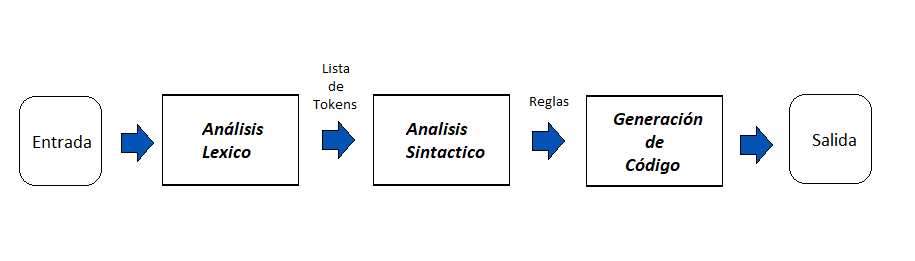 Entrada
Análisis
Lexico
Lista
de
Tokens
Analisis
Sintactico
Reglas
Generación
de
Código
Salida